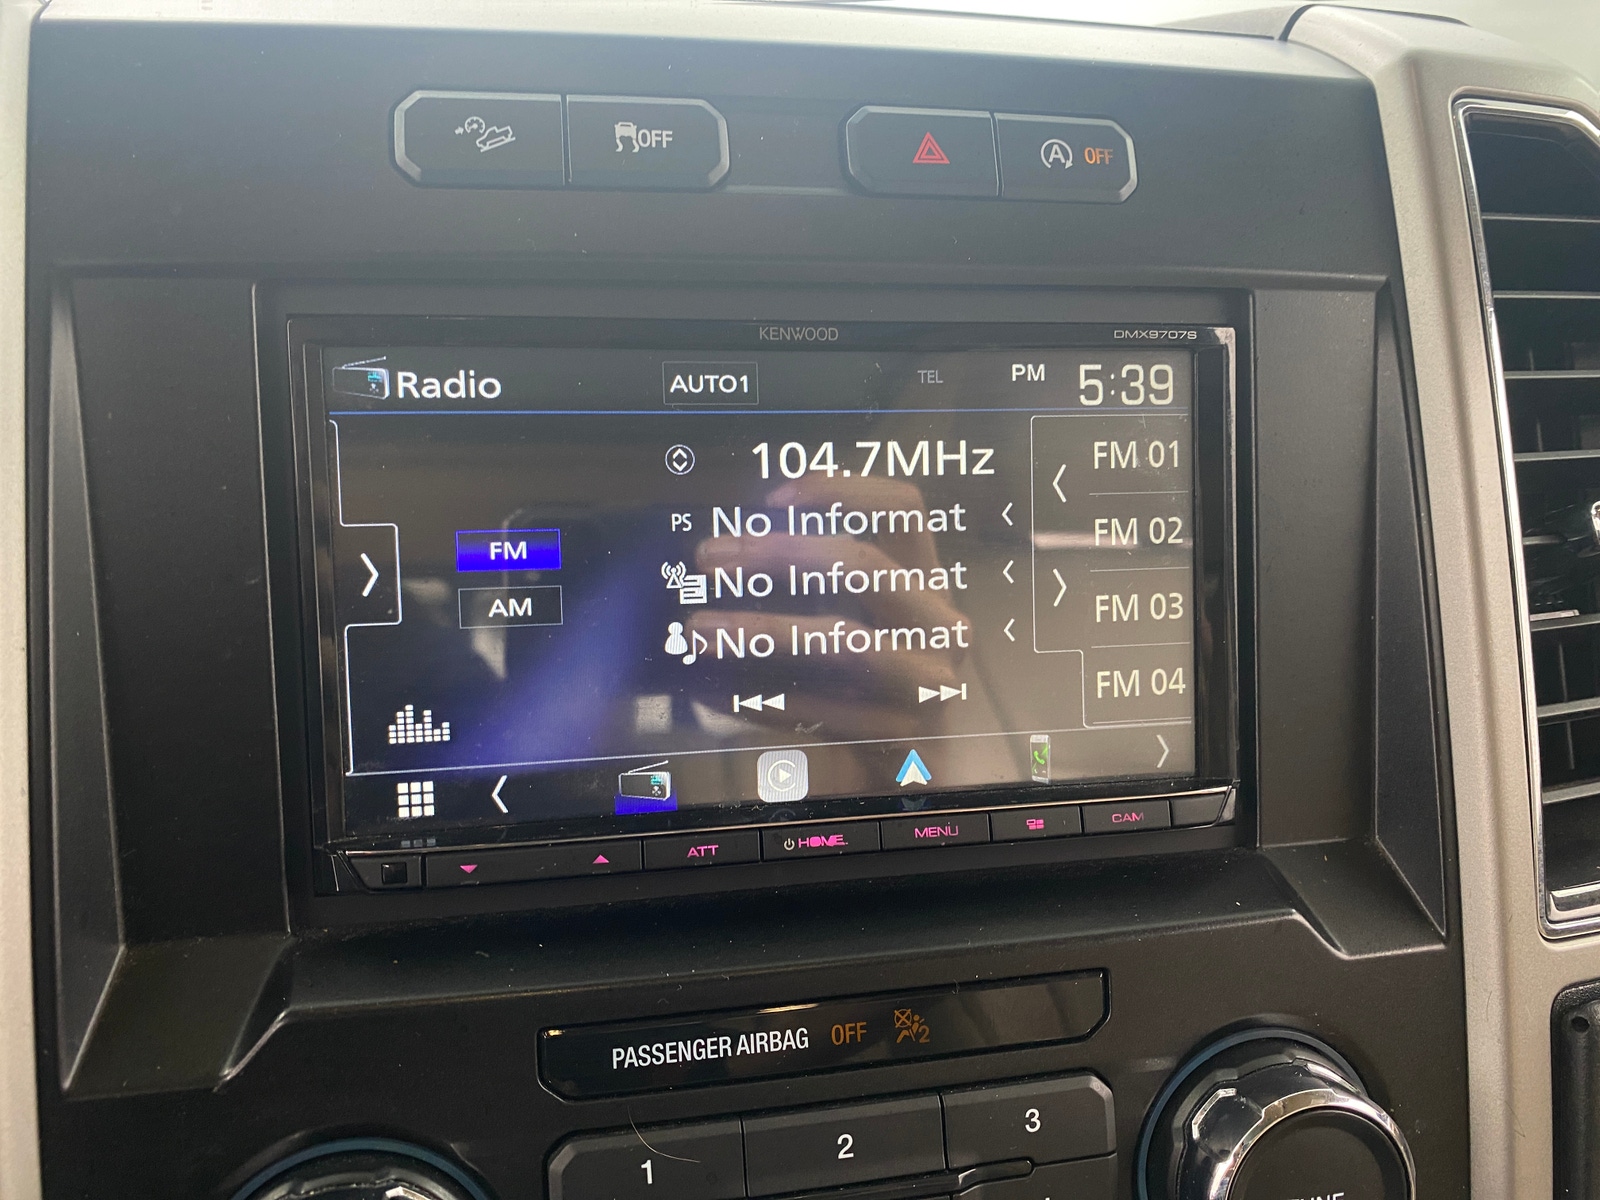 OFF
A OFF
KENWOOD DMX9707S
Radio AUTO1 TEL PM 5:39
104.7MHz
PS No Informat
No Informat
No Informat
FM
AM
FM 01
FM 02
FM 03
FM 04
ATT HOME MENU CAM
PASSENGER AIRBAG OFF 2
1 2 3